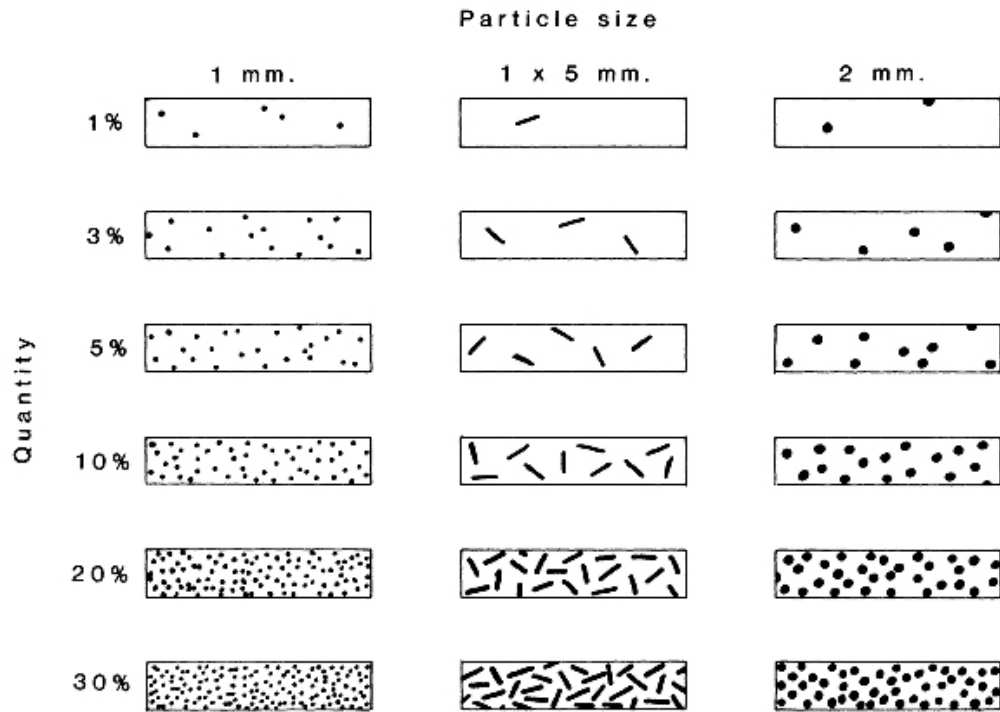 Particle size
1 mm.
1 x 5 mm.
2 mm.
Quantity
1%
3%
5%
10%
20%
30%